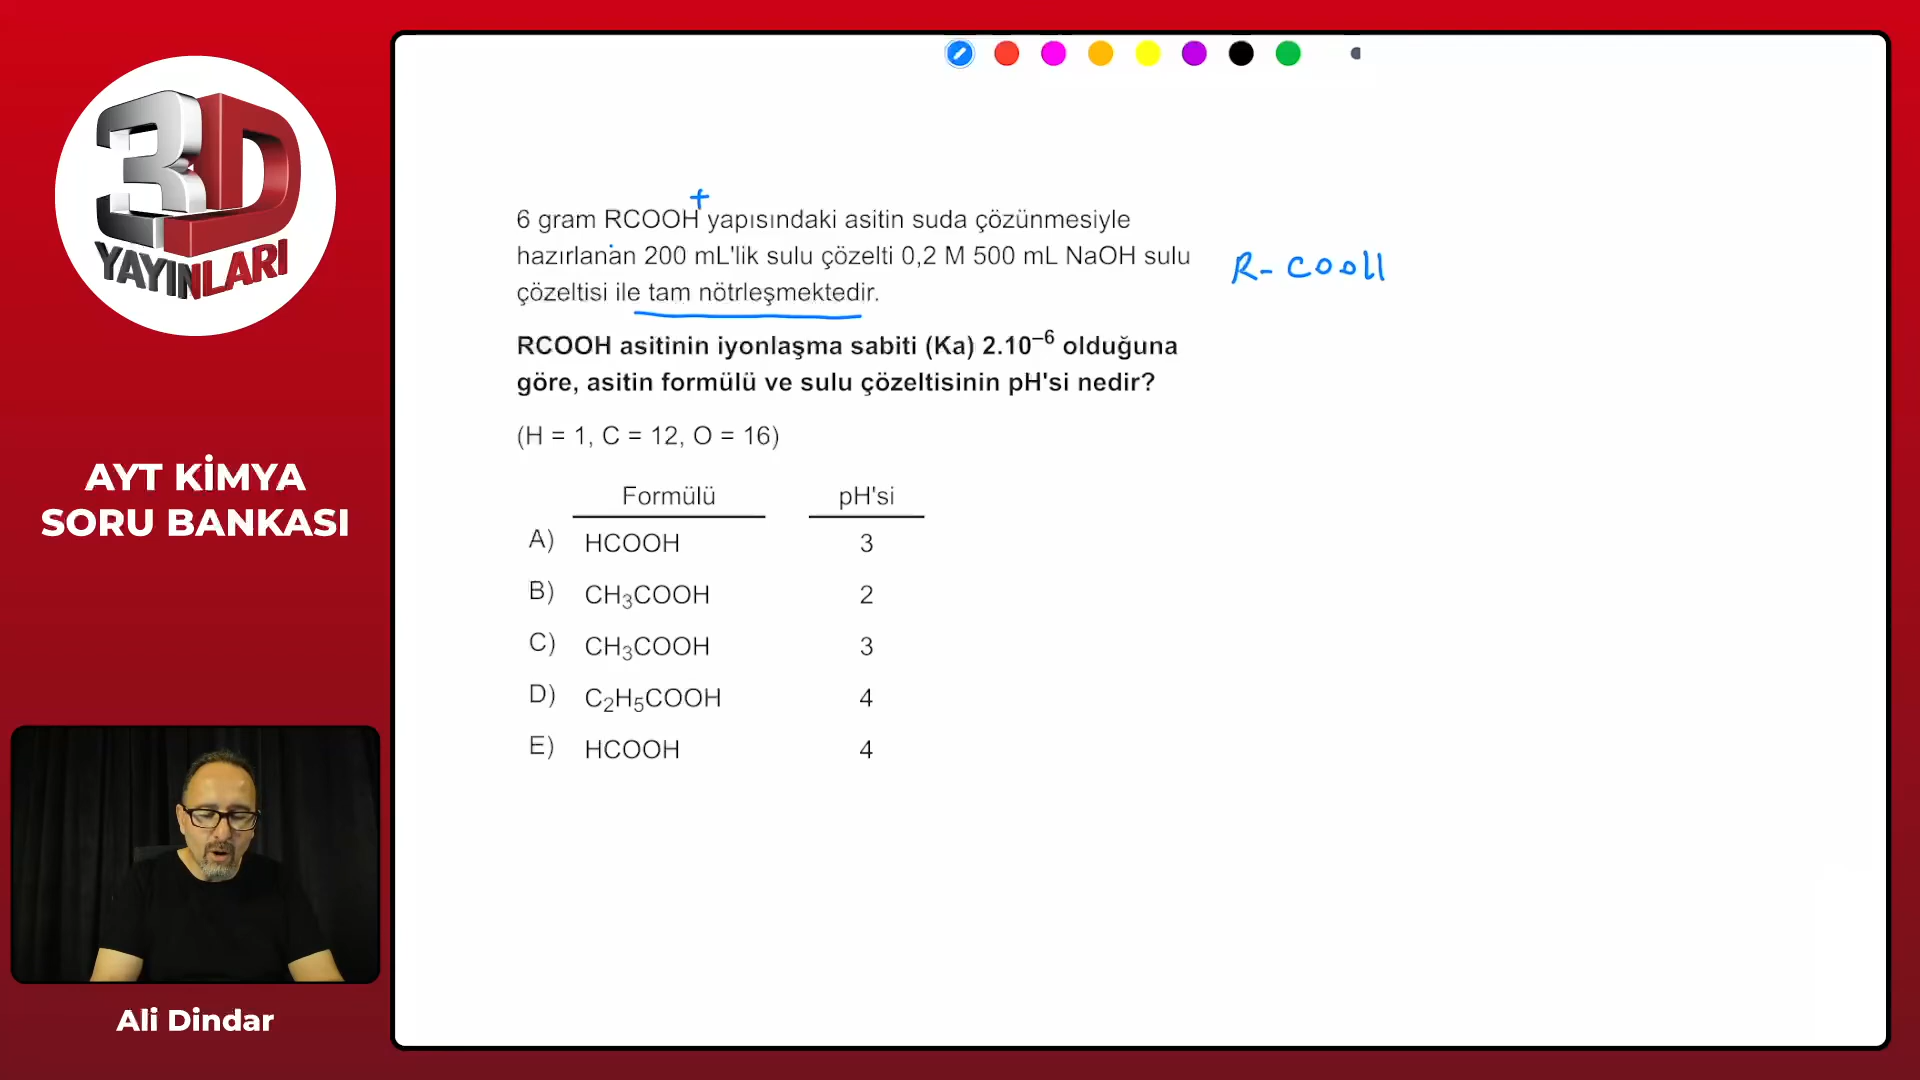 3D
YAYINLARI
AYT KİMYA
SORU BANKASI
Ali Dindar
+
6 gram RCOOH yapısındaki asitin suda çözünmesiyle
hazırlanan 200 mL'lik sulu çözelti 0,2 M 500 mL NaOH sulu
çözeltisi ile tam nötrleşmektedir.
R-COOH
RCOOH asitinin iyonlaşma sabiti (Ka) 2.10⁻⁶ olduğuna
göre, asitin formülü ve sulu çözeltisinin pH'si nedir?
(H = 1, C = 12, O = 16)
Formülü pH'si
A) HCOOH 3
B) CH₃COOH 2
C) CH₃COOH 3
D) C₂H₅COOH 4
E) HCOOH 4